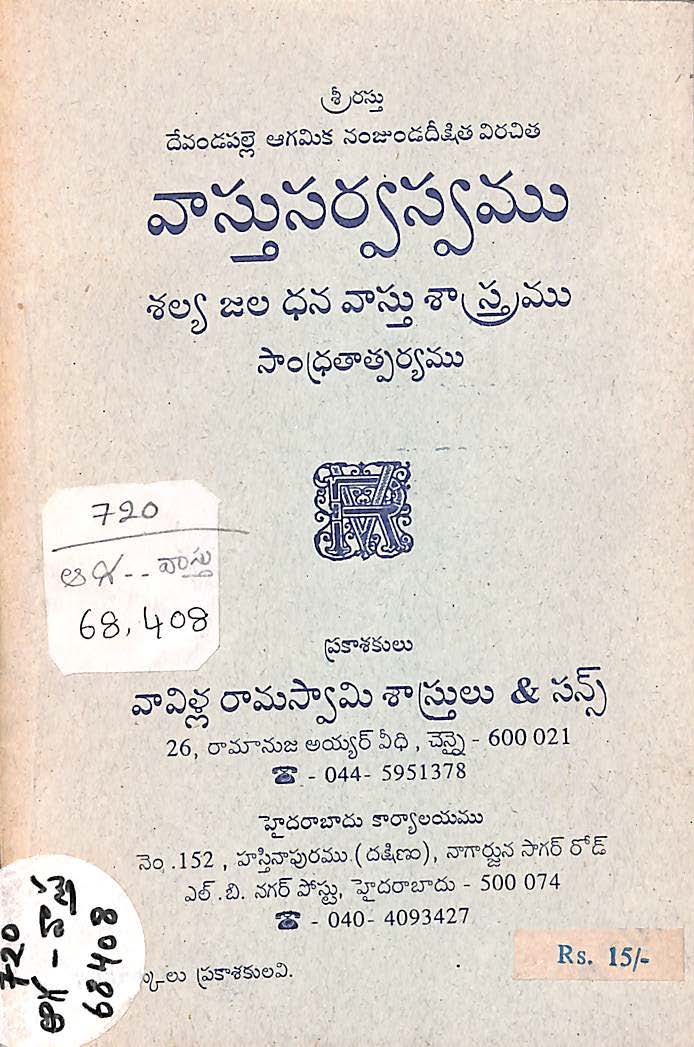 శ్రీరస్తు
దేవండపల్లె ఆగమిక నంజుండదీక్షిత విరచిత
వాస్తుసర్వస్వము
శల్య జల ధన వాస్తు శాస్త్రము
సాంధ్రతాత్పర్యము
720
ఆగ -- వాస్తు
68,408
ప్రకాశకులు
వావిళ్ల రామస్వామి శాస్త్రులు & సన్స్
26, రామానుజ అయ్యర్ వీధి, చెన్నై - 600 021
☎ - 044- 5951378
హైదరాబాదు కార్యాలయము
నెం.152, హస్తినాపురము.(దక్షిణం), నాగార్జున సాగర్ రోడ్
ఎల్.బి. నగర్ పోస్టు, హైదరాబాదు - 500 074
☎ - 040- 4093427
720
ఆగ - వాస్తు
68408
ప్రకాశకులవి.
Rs. 15/-